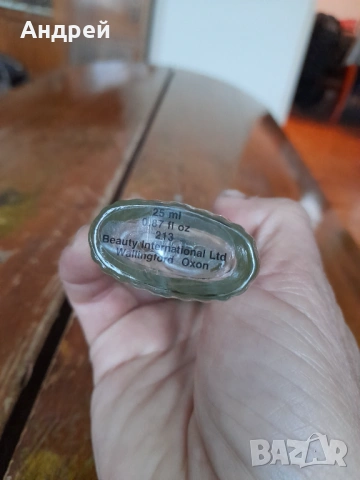 Андрей
25 ml
0.87 fl oz
213
Beauty International Ltd
Wallingford Oxon
BAZAR